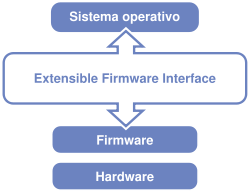 Sistema operativo
Extensible Firmware Interface
Firmware
Hardware